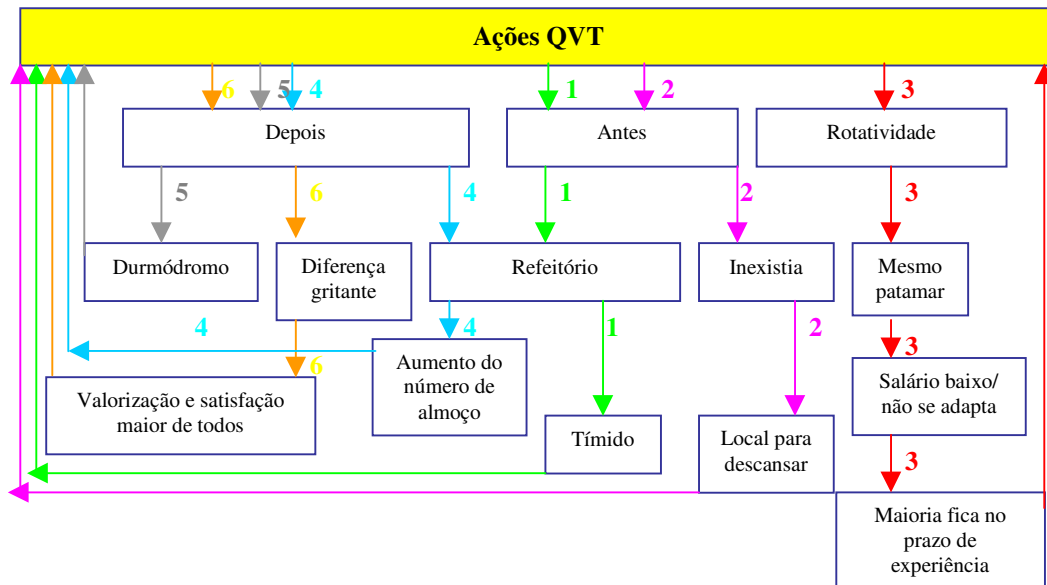 Ações QVT
6
5
4
1
2
3
Depois
Antes
Rotatividade
5
6
4
1
2
3
Durmódromo
Diferença
gritante
Refeitório
Inexistia
Mesmo
patamar
4
4
1
2
3
6
Valorização e satisfação
maior de todos
Aumento do
número de
almoço
Salário baixo/
não se adapta
Tímido
Local para
descansar
3
Maioria fica no
prazo de
experiência